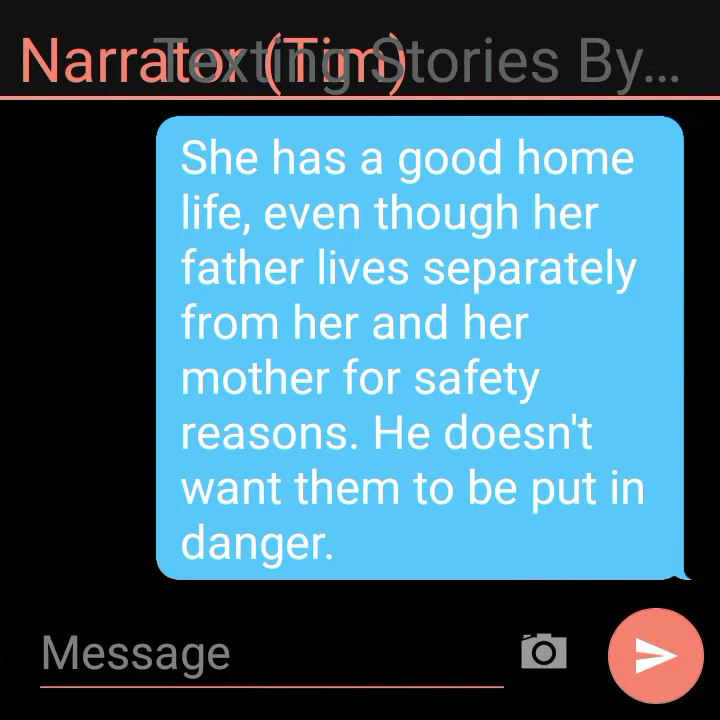 Narrator (Tim)
Texting Stories By...
She has a good home
life, even though her
father lives separately
from her and her
mother for safety
reasons. He doesn't
want them to be put in
danger.
Message